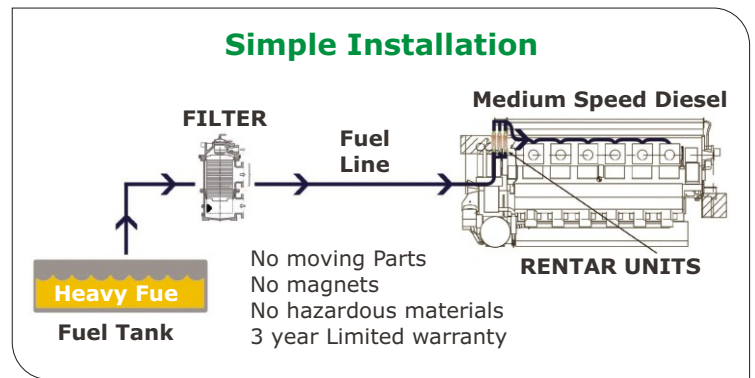 Simple Installation
Medium Speed Diesel
FILTER
Fuel
Line
RENTAR UNITS
Heavy Fue
Fuel Tank
No moving Parts
No magnets
No hazardous materials
3 year Limited warranty